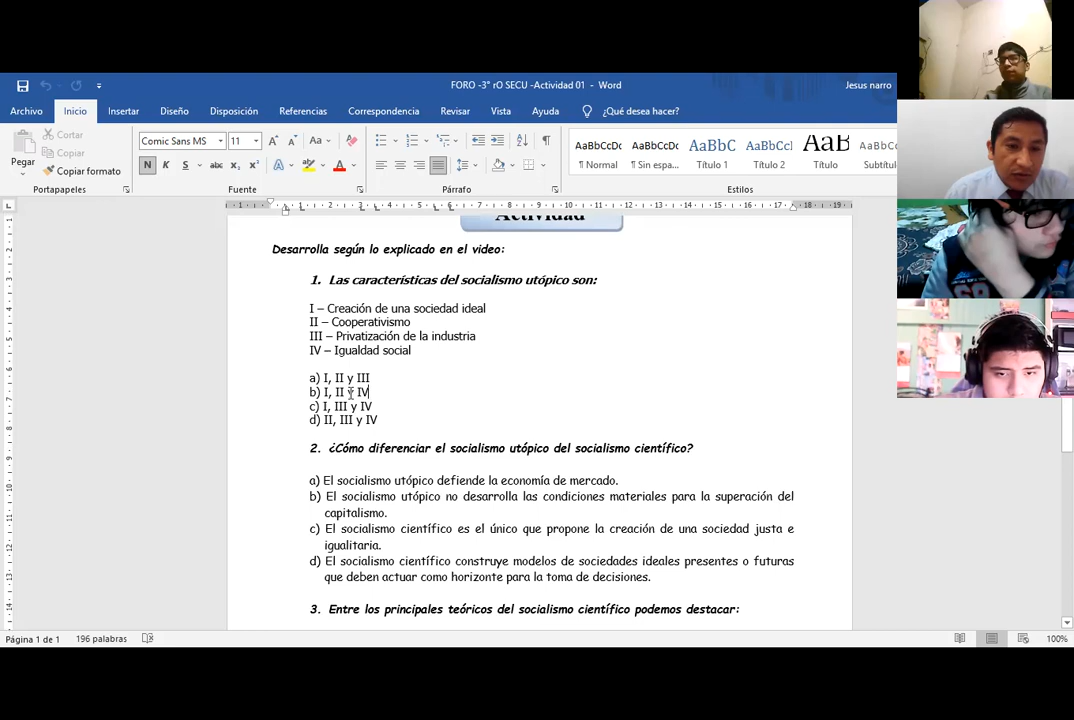 FORO -3° rO SECU -Actividad 01 - Word
Jesus narro
Archivo Inicio Insertar Diseño Disposición Referencias Correspondencia Revisar Vista Ayuda ¿Qué desea hacer?
Pegar
Cortar
Copiar
Copiar formato
Portapapeles
Comic Sans MS 11
N K S abc x₂ x²
Fuente
Párrafo
AaBbCcDc AaBbCcDc AaBbC AaBbCcl AaB AaBbCcD
¶ Normal ¶ Sin espa... Título 1 Título 2 Título Subtítul
Estilos
Actividad
Desarrolla según lo explicado en el video:
1. Las características del socialismo utópico son:
I – Creación de una sociedad ideal
II – Cooperativismo
III – Privatización de la industria
IV – Igualdad social
a) I, II y III
b) I, II y IV
c) I, III y IV
d) II, III y IV
2. ¿Cómo diferenciar el socialismo utópico del socialismo científico?
a) El socialismo utópico defiende la economía de mercado.
b) El socialismo utópico no desarrolla las condiciones materiales para la superación del
capitalismo.
c) El socialismo científico es el único que propone la creación de una sociedad justa e
igualitaria.
d) El socialismo científico construye modelos de sociedades ideales presentes o futuras
que deben actuar como horizonte para la toma de decisiones.
3. Entre los principales teóricos del socialismo científico podemos destacar:
Página 1 de 1 196 palabras 100%